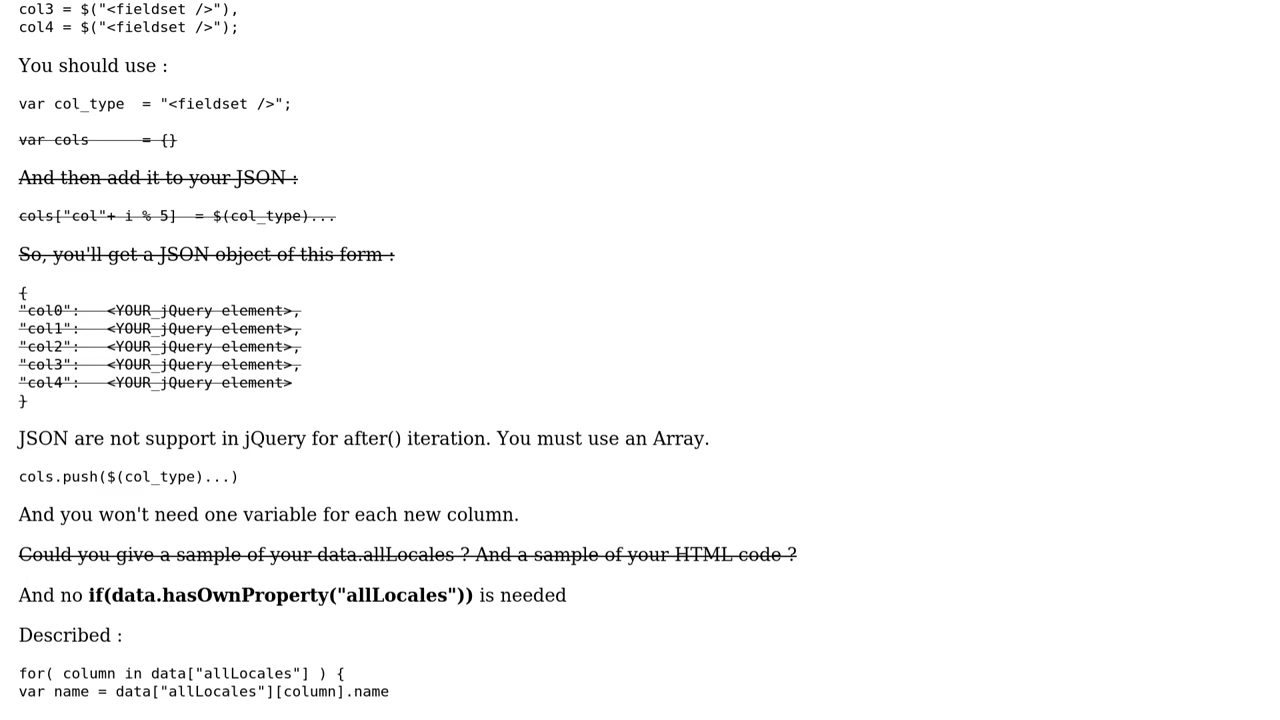 col3 = $("<fieldset />"),
col4 = $("<fieldset />");
You should use :
var col_type  = "<fieldset />";
var cols      = {}
And then add it to your JSON :
cols["col"+ i % 5]  = $(col_type)...
So, you'll get a JSON object of this form :
{
"col0":   <YOUR_jQuery element>,
"col1":   <YOUR_jQuery element>,
"col2":   <YOUR_jQuery element>,
"col3":   <YOUR_jQuery element>,
"col4":   <YOUR_jQuery element>
}
JSON are not support in jQuery for after() iteration. You must use an Array.
cols.push($(col_type)...)
And you won't need one variable for each new column.
Could you give a sample of your data.allLocales ? And a sample of your HTML code ?
And no if(data.hasOwnProperty("allLocales")) is needed
Described :
for( column in data["allLocales"] ) {
var name = data["allLocales"][column].name